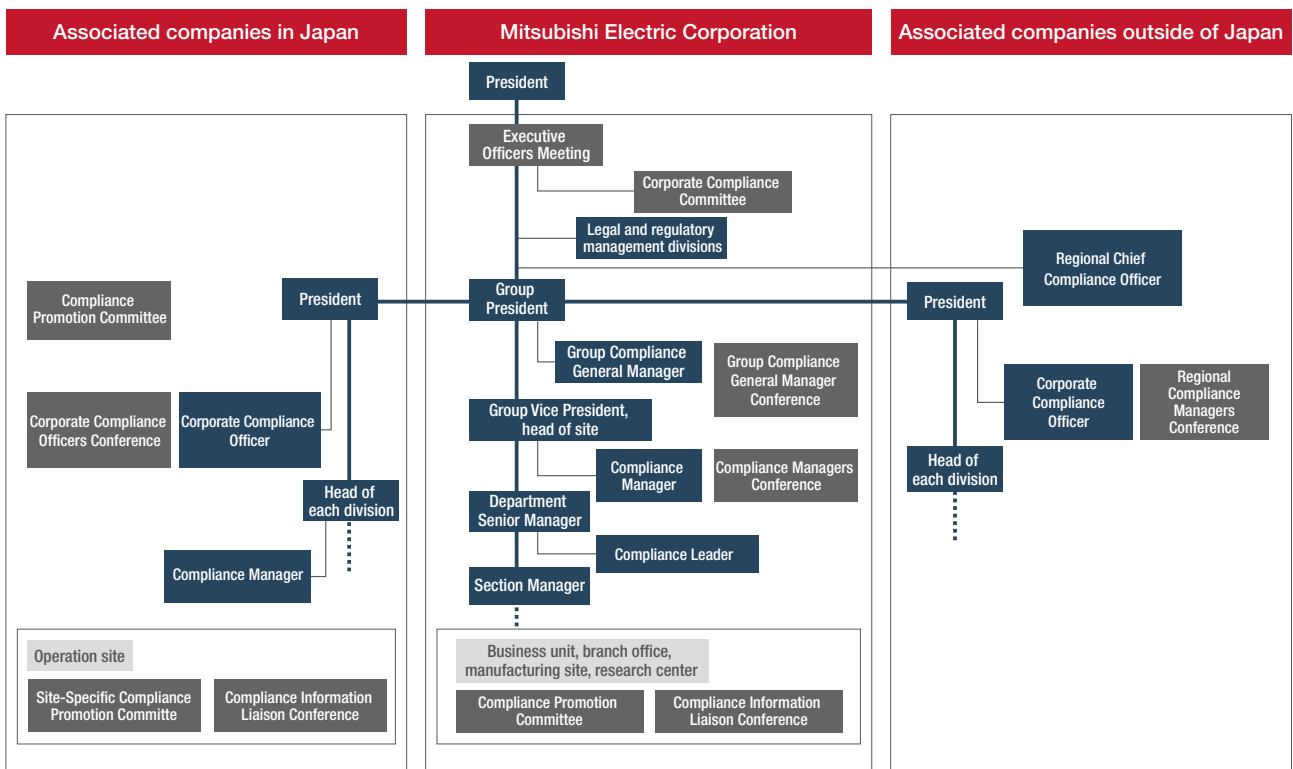 Associated companies in Japan
Mitsubishi Electric Corporation
Associated companies outside of Japan
Compliance
Promotion Committee
President
Corporate Compliance
Officers Conference
Corporate Compliance
Officer
Head of
each division
Compliance Manager
Operation site
Site-Specific Compliance
Promotion Committe
Compliance Information
Liaison Conference
President
Executive
Officers Meeting
Corporate Compliance
Committee
Legal and regulatory
management divisions
Group
President
Group Compliance
General Manager
Group Compliance
General Manager
Conference
Group Vice President,
head of site
Compliance
Manager
Compliance Managers
Conference
Department
Senior Manager
Compliance Leader
Section Manager
Business unit, branch office,
manufacturing site, research center
Compliance Promotion
Committee
Compliance Information
Liaison Conference
Regional Chief
Compliance Officer
President
Corporate
Compliance
Officer
Regional
Compliance
Managers
Conference
Head of
each division